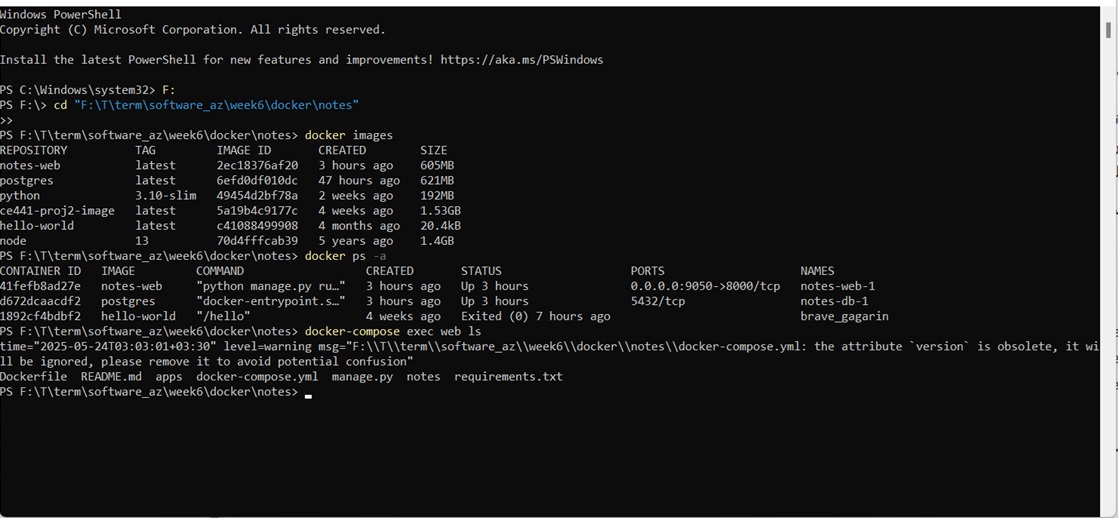 Windows PowerShell
Copyright (C) Microsoft Corporation. All rights reserved.
Install the latest PowerShell for new features and improvements! https://aka.ms/PSWindows
PS C:\Windows\system32> F:
PS F:\> cd "F:\T\term\software_az\week6\docker\notes"
>>
PS F:\T\term\software_az\week6\docker\notes> docker images
REPOSITORY TAG IMAGE ID CREATED SIZE
notes-web latest 2ec18376af20 3 hours ago 605MB
postgres latest 6efd0df010dc 47 hours ago 621MB
python 3.10-slim 49454d2bf78a 2 weeks ago 192MB
ce441-proj2-image latest 5a19b4c9177c 4 weeks ago 1.53GB
hello-world latest c41088499908 4 months ago 20.4kB
node 13 70d4fffcab39 5 years ago 1.4GB
PS F:\T\term\software_az\week6\docker\notes> docker ps -a
CONTAINER ID IMAGE COMMAND CREATED STATUS PORTS NAMES
41fefb8ad27e notes-web "python manage.py ru…" 3 hours ago Up 3 hours 0.0.0.0:9050->8000/tcp notes-web-1
d672dcaacdf2 postgres "docker-entrypoint.s…" 3 hours ago Up 3 hours 5432/tcp notes-db-1
1892cf4bdbf2 hello-world "/hello" 4 weeks ago Exited (0) 7 hours ago brave_gagarin
PS F:\T\term\software_az\week6\docker\notes> docker-compose exec web ls
time="2025-05-24T03:03:01+03:30" level=warning msg="F:\\T\\term\\software_az\\week6\\docker\\notes\\docker-compose.yml: the attribute `version` is obsolete, it wi
ll be ignored, please remove it to avoid potential confusion"
Dockerfile README.md apps docker-compose.yml manage.py notes requirements.txt
PS F:\T\term\software_az\week6\docker\notes>